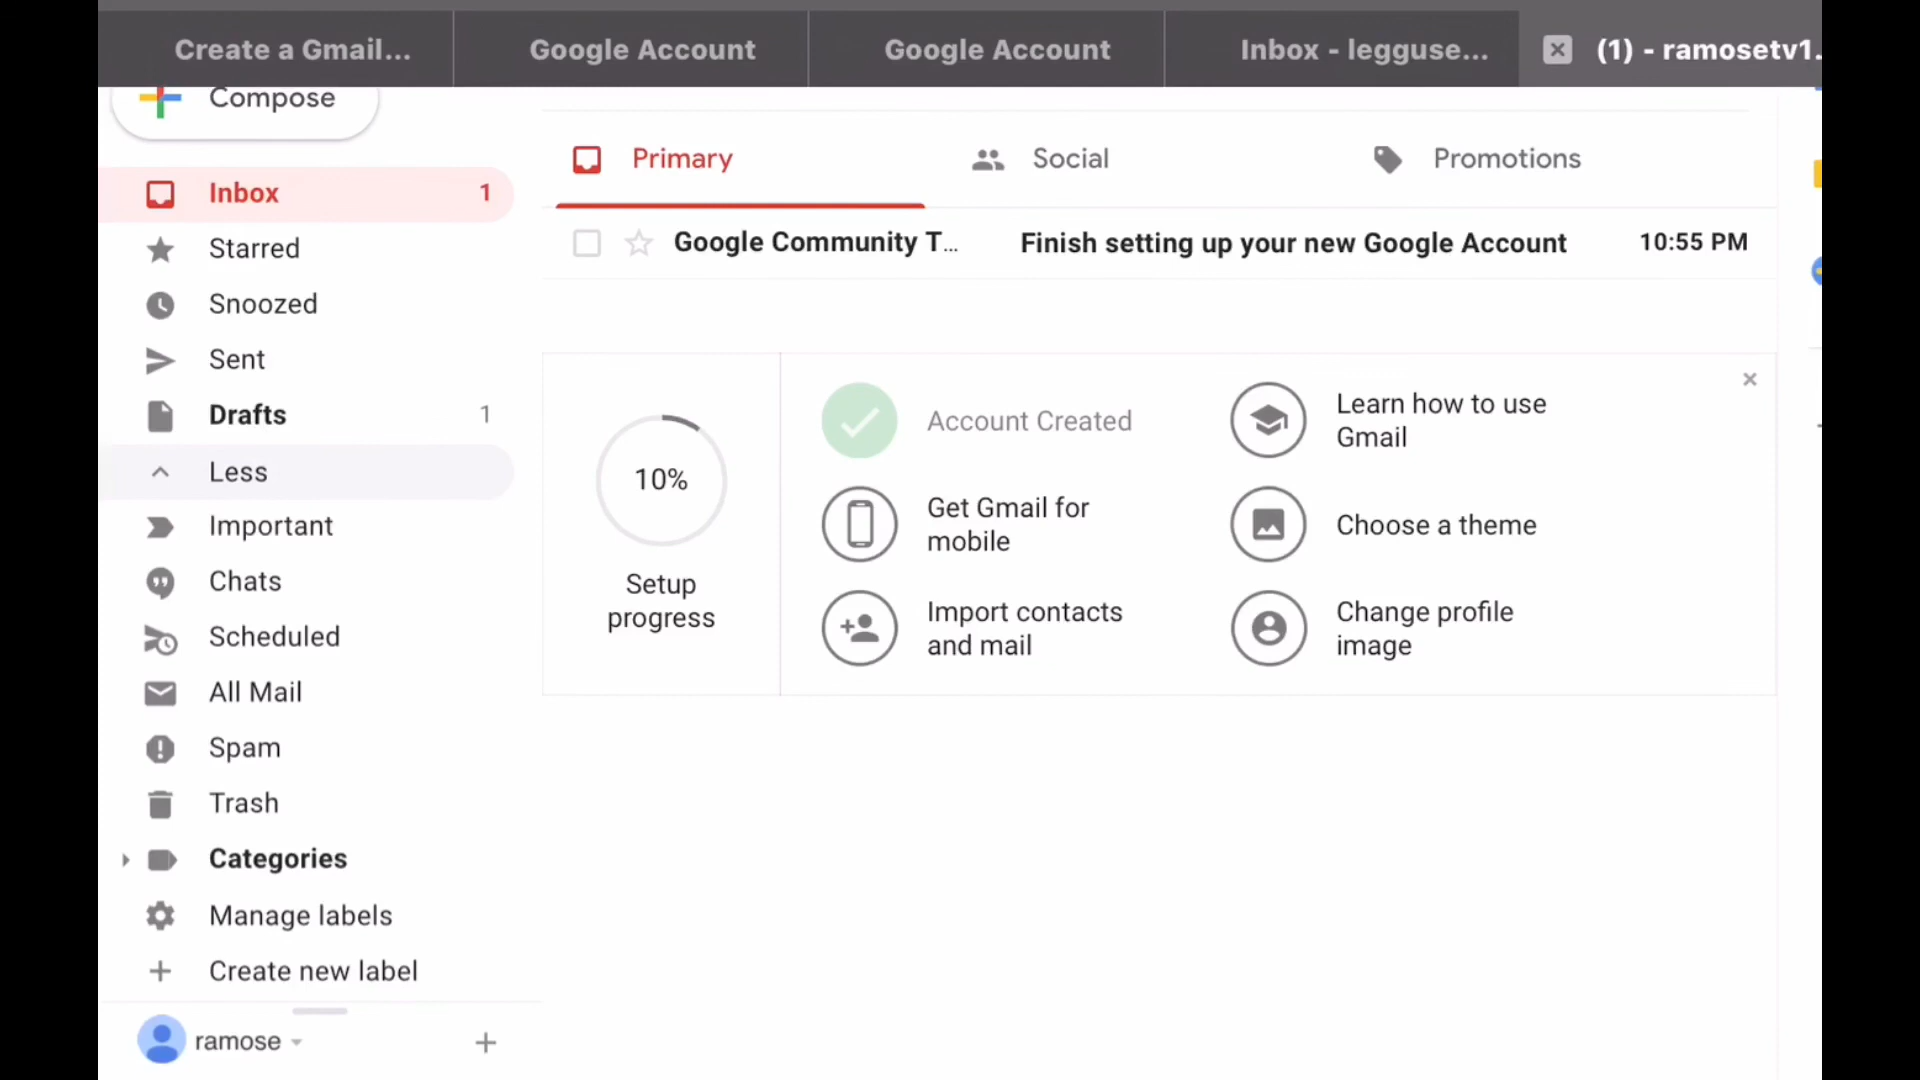 Create a Gmail...
Google Account
Google Account
Inbox - legguse...
(1) - ramosetv1.
Compose
Primary
Social
Promotions
Inbox 1
Google Community T... Finish setting up your new Google Account 10:55 PM
Starred
Snoozed
Sent
Drafts 1
Less
Important
Chats
Scheduled
All Mail
Spam
Trash
Categories
Manage labels
Create new label
ramose
10%
Setup
progress
Account Created
Get Gmail for
mobile
Import contacts
and mail
Learn how to use
Gmail
Choose a theme
Change profile
image